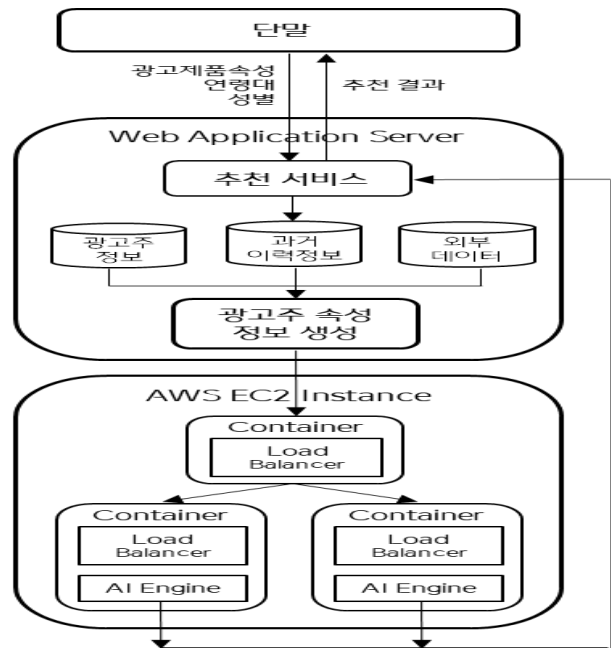 단말
광고제품속성
연령대
성별
추천 결과
Web Application Server
추천 서비스
광고주
정보
과거
이력정보
외부
데이터
광고주 속성
정보 생성
AWS EC2 Instance
Container
Load
Balancer
Container
Load
Balancer
AI Engine
Container
Load
Balancer
AI Engine